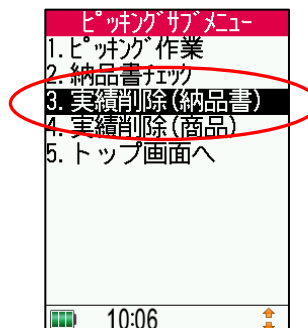 ﾋﾟｯｷﾝｸﾞｻﾌﾞﾒﾆｭｰ
1. ﾋﾟｯｷﾝｸﾞ作業
2. 納品書ﾁｪｯｸ
3. 実績削除(納品書)
4. 実績削除(商品)
5. トップ画面へ
10:06